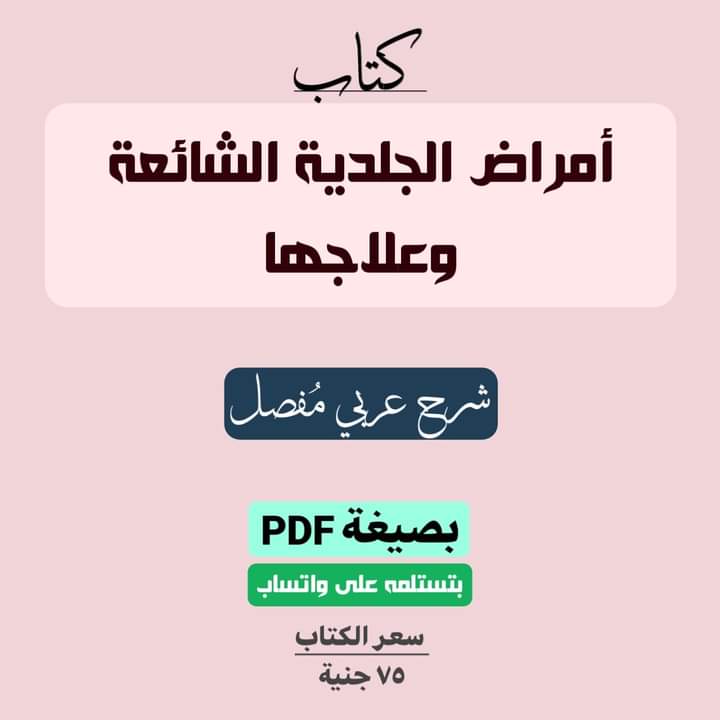 كتاب
أمراض الجلدية الشائعة
وعلاجها
شرح عربي مُفصل
بصيغة PDF
بتستلمه على واتساب
سعر الكتاب
٧٥ جنية